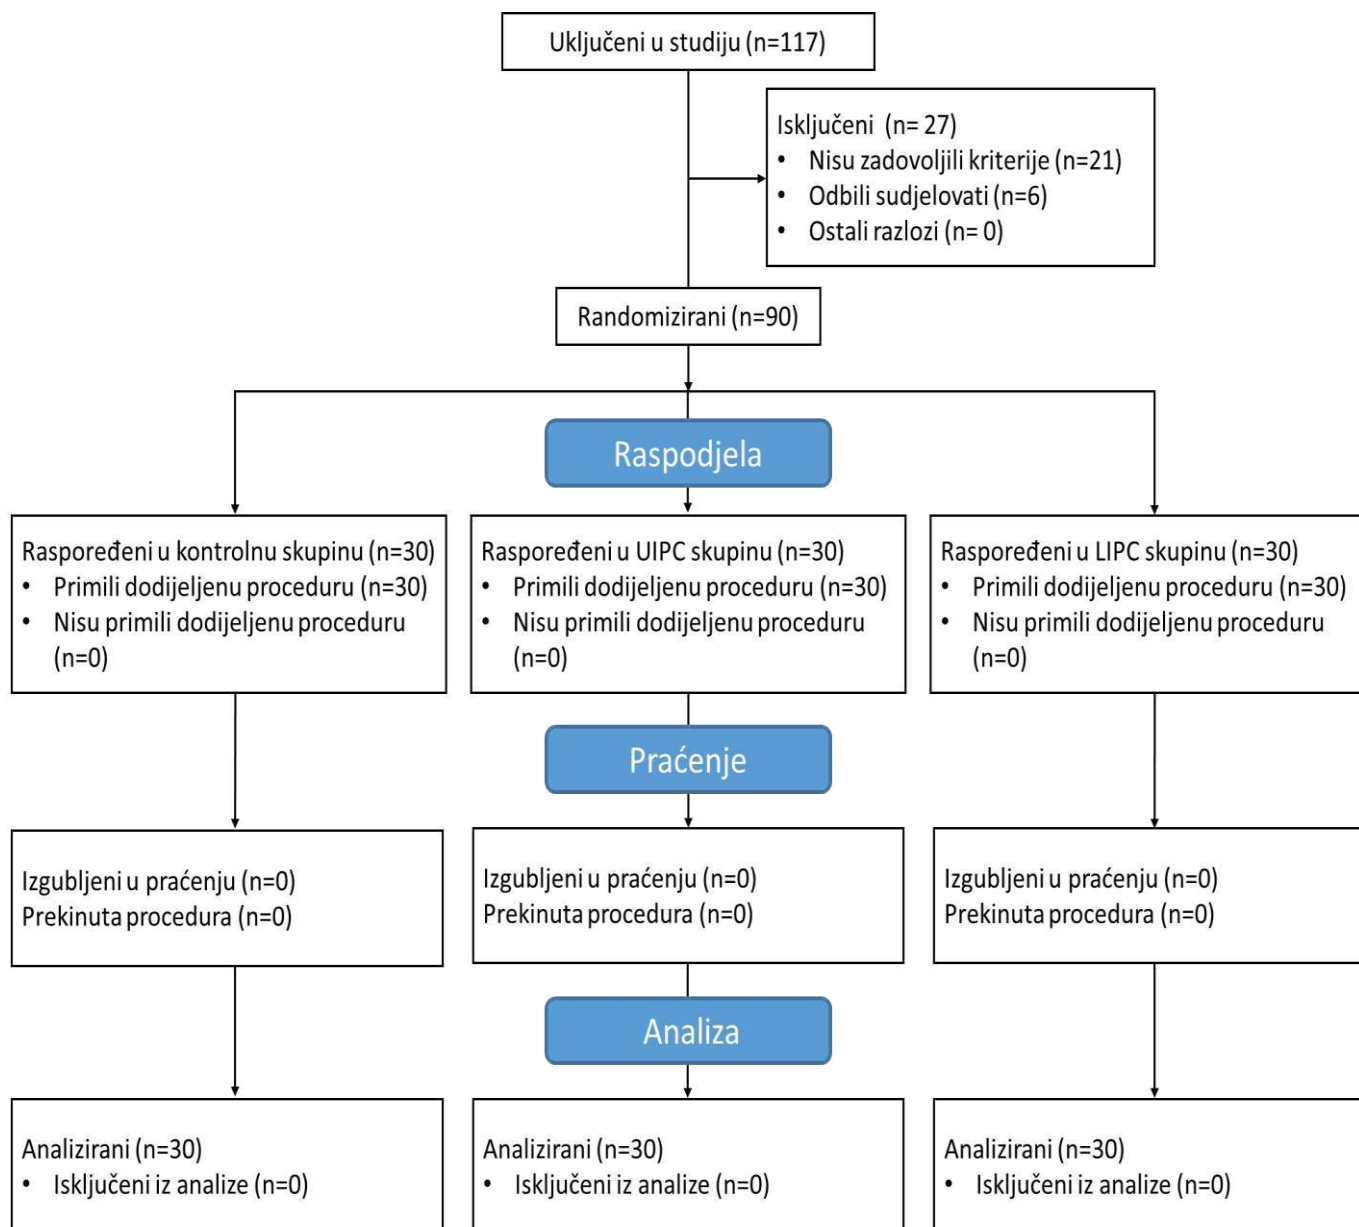 Uključeni u studiju (n=117)
Isključeni (n= 27)
• Nisu zadovoljili kriterije (n=21)
• Odbili sudjelovati (n=6)
• Ostali razlozi (n= 0)
Randomizirani (n=90)
Raspodjela
Raspoređeni u kontrolnu skupinu (n=30)
• Primili dodijeljenu proceduru (n=30)
• Nisu primili dodijeljenu proceduru
(n=0)
Raspoređeni u UIPC skupinu (n=30)
• Primili dodijeljenu proceduru (n=30)
• Nisu primili dodijeljenu proceduru
(n=0)
Raspoređeni u LIPC skupinu (n=30)
• Primili dodijeljenu proceduru (n=30)
• Nisu primili dodijeljenu proceduru
(n=0)
Praćenje
Izgubljeni u praćenju (n=0)
Prekinuta procedura (n=0)
Izgubljeni u praćenju (n=0)
Prekinuta procedura (n=0)
Izgubljeni u praćenju (n=0)
Prekinuta procedura (n=0)
Analiza
Analizirani (n=30)
• Isključeni iz analize (n=0)
Analizirani (n=30)
• Isključeni iz analize (n=0)
Analizirani (n=30)
• Isključeni iz analize (n=0)